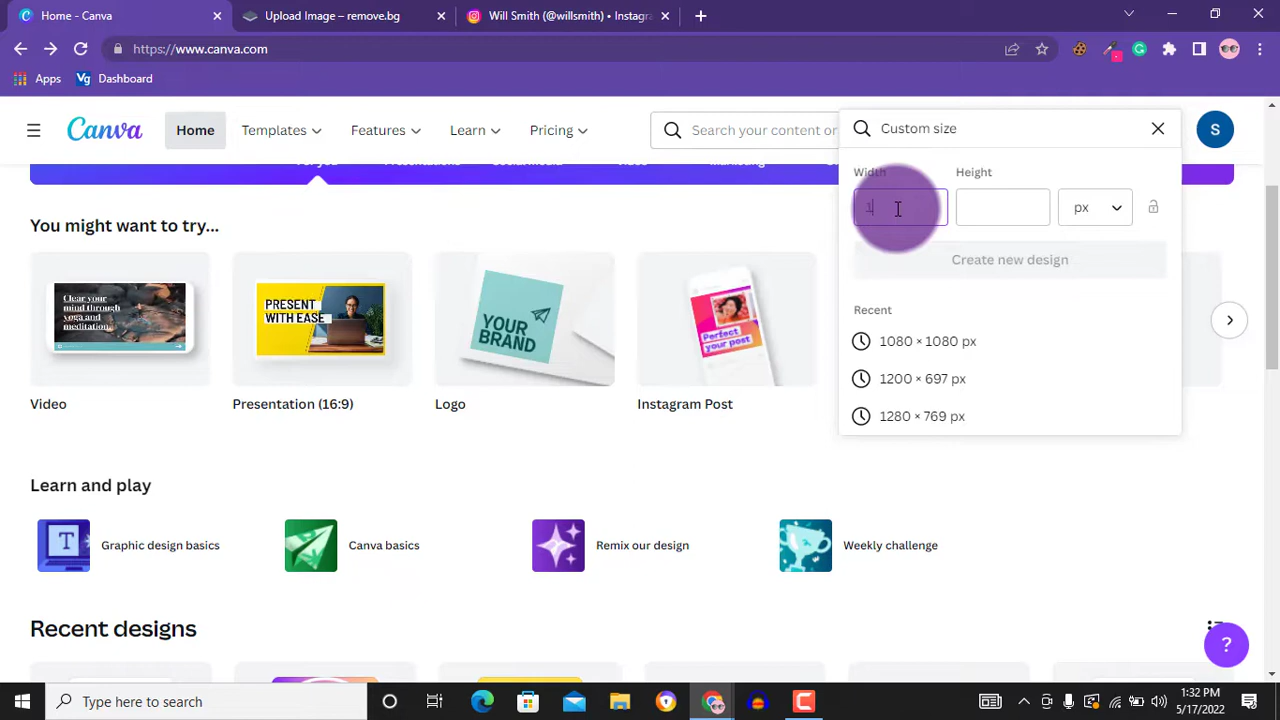 Home - Canva
Upload Image – remove.bg
Will Smith (@willsmith) • Instagra
https://www.canva.com
Apps
Vg Dashboard
Canva
Home
Templates
Features
Learn
Pricing
Search your content or
S
Custom size
Width
Height
1
px
Create new design
Recent
1080 × 1080 px
1200 × 697 px
1280 × 769 px
You might want to try...
Clear your
mind through
yoga and
meditation.
PRESENT
WITH EASE
YOUR
BRAND
Perfect
your post
Video
Presentation (16:9)
Logo
Instagram Post
Learn and play
T
Graphic design basics
Canva basics
Remix our design
Weekly challenge
Recent designs
?
Type here to search
1:32 PM
5/17/2022